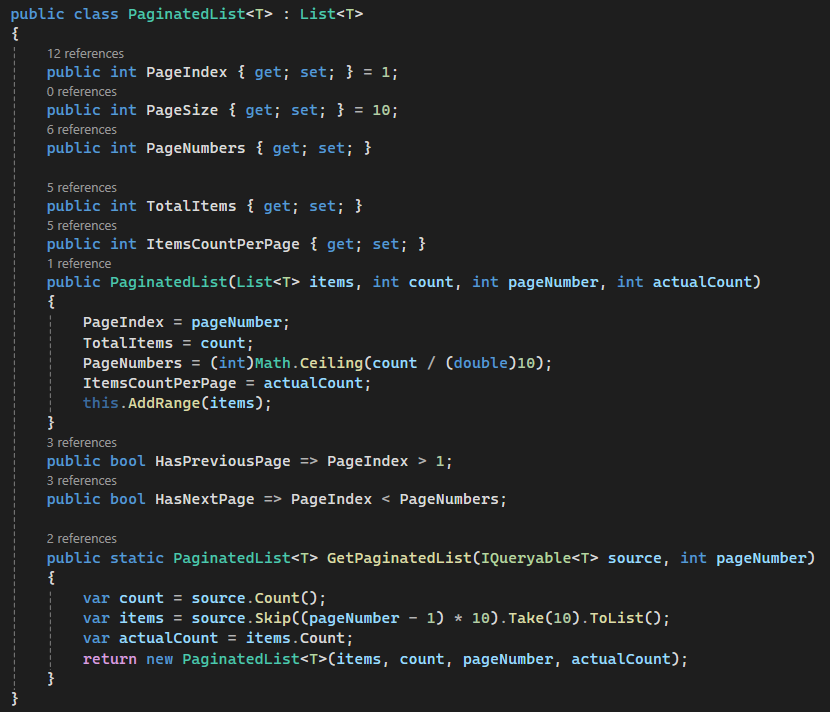 public class PaginatedList<T> : List<T>
{
12 references
public int PageIndex { get; set; } = 1;
0 references
public int PageSize { get; set; } = 10;
6 references
public int PageNumbers { get; set; }
5 references
public int TotalItems { get; set; }
5 references
public int ItemsCountPerPage { get; set; }
1 reference
public PaginatedList(List<T> items, int count, int pageNumber, int actualCount)
{
PageIndex = pageNumber;
TotalItems = count;
PageNumbers = (int)Math.Ceiling(count / (double)10);
ItemsCountPerPage = actualCount;
this.AddRange(items);
}
3 references
public bool HasPreviousPage => PageIndex > 1;
3 references
public bool HasNextPage => PageIndex < PageNumbers;
2 references
public static PaginatedList<T> GetPaginatedList(IQueryable<T> source, int pageNumber)
{
var count = source.Count();
var items = source.Skip((pageNumber - 1) * 10).Take(10).ToList();
var actualCount = items.Count;
return new PaginatedList<T>(items, count, pageNumber, actualCount);
}
}